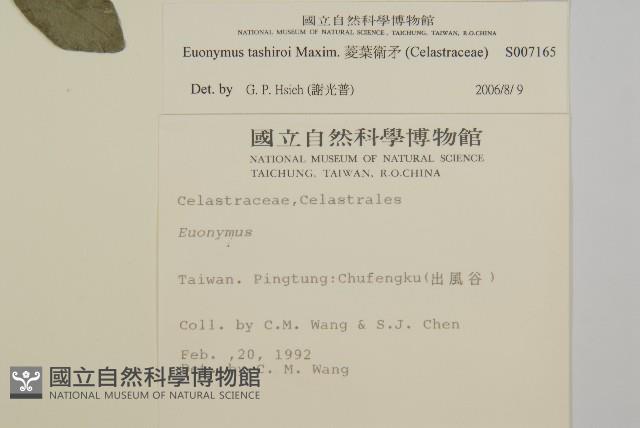 國立自然科學博物館
NATIONAL MUSEUM OF NATURAL SCIENCE, TAICHUNG, TAIWAN, R.O.CHINA
Euonymus tashiroi Maxim. 菱葉衛矛 (Celastraceae) S007165
Det. by G. P. Hsieh (謝光普) 2006/8/9
國立自然科學博物館
NATIONAL MUSEUM OF NATURAL SCIENCE
TAICHUNG, TAIWAN, R.O.CHINA
Celastraceae,Celastrales
Euonymus
Taiwan. Pingtung:Chufengku(出風谷)
Coll. by C.M. Wang & S.J. Chen
Feb. ,20, 1992
Det. by C. M. Wang
國立自然科學博物館
NATIONAL MUSEUM OF NATURAL SCIENCE